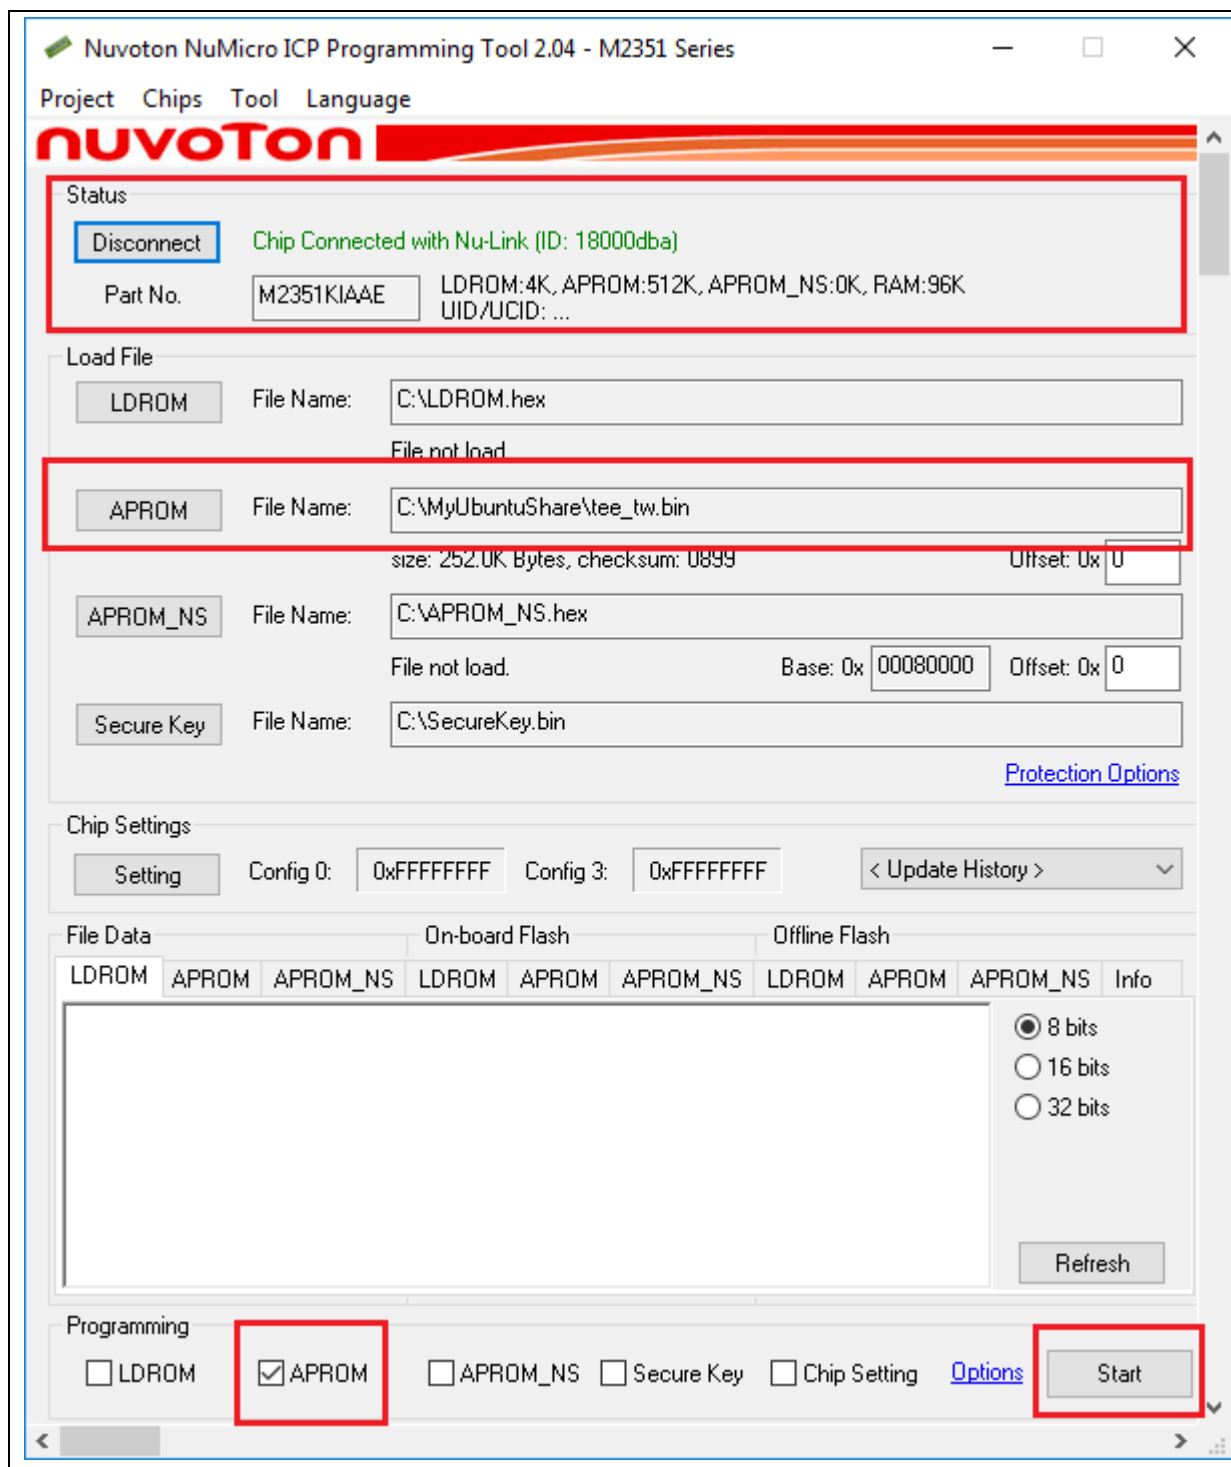 Nuvoton NuMicro ICP Programming Tool 2.04 - M2351 Series
Project Chips Tool Language
nuvoTon
Status
Disconnect Chip Connected with Nu-Link (ID: 18000dba)
Part No. M2351KIAAE LDROM:4K, APROM:512K, APROM_NS:0K, RAM:96K
UID/UCID: ...
Load File
LDROM File Name: C:\LDROM.hex
File not load
APROM File Name: C:\MyUbuntuShare\tee_tw.bin
size: 252.0K Bytes, checksum: 0899 Offset: 0x 0
APROM_NS File Name: C:\APROM_NS.hex
File not load. Base: 0x 00080000 Offset: 0x 0
Secure Key File Name: C:\SecureKey.bin
Protection Options
Chip Settings
Setting Config 0: 0xFFFFFFFF Config 3: 0xFFFFFFFF < Update History >
File Data On-board Flash Offline Flash
LDROM APROM APROM_NS LDROM APROM APROM_NS LDROM APROM APROM_NS Info
8 bits
16 bits
32 bits
Refresh
Programming
LDROM APROM APROM_NS Secure Key Chip Setting Options Start